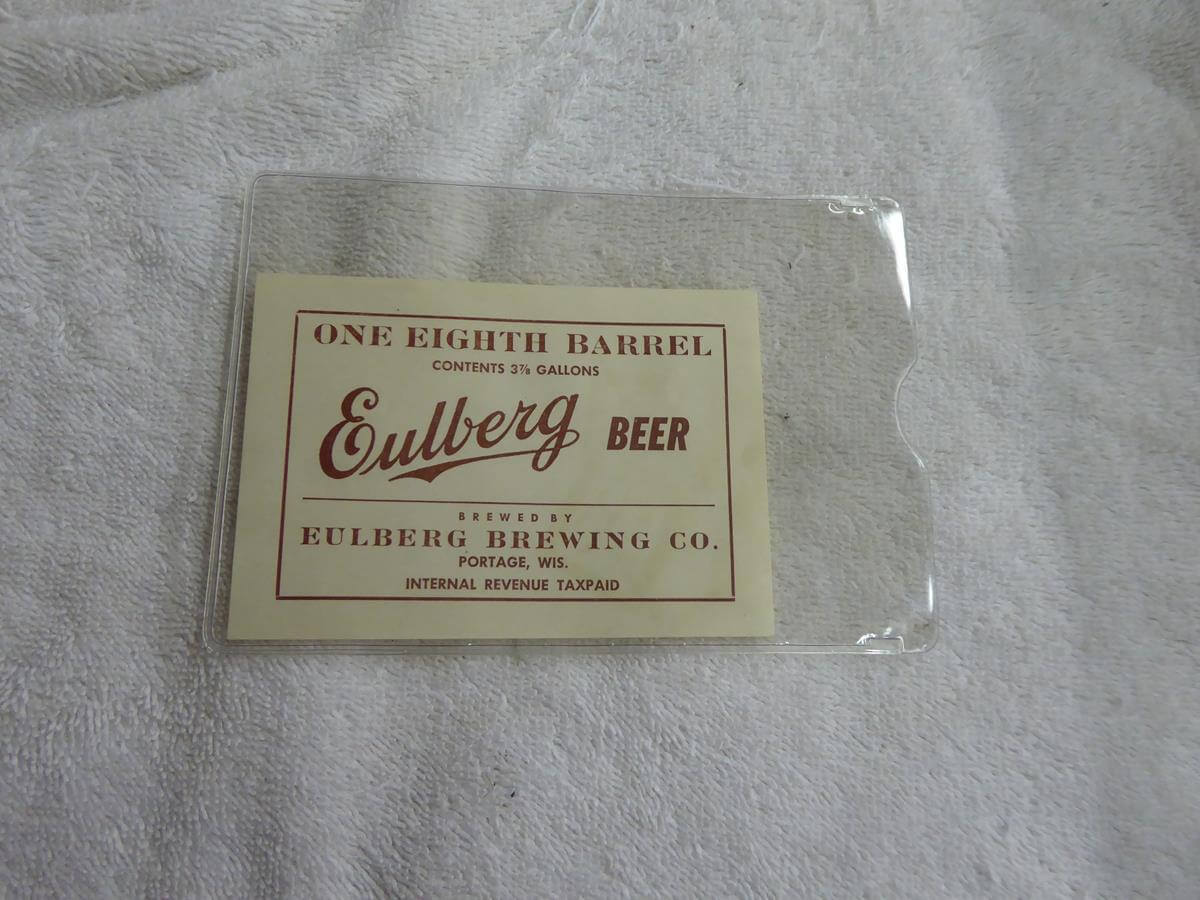 ONE EIGHTH BARREL
CONTENTS 3⅞ GALLONS
Eulberg BEER
BREWED BY
EULBERG BREWING CO.
PORTAGE, WIS.
INTERNAL REVENUE TAXPAID